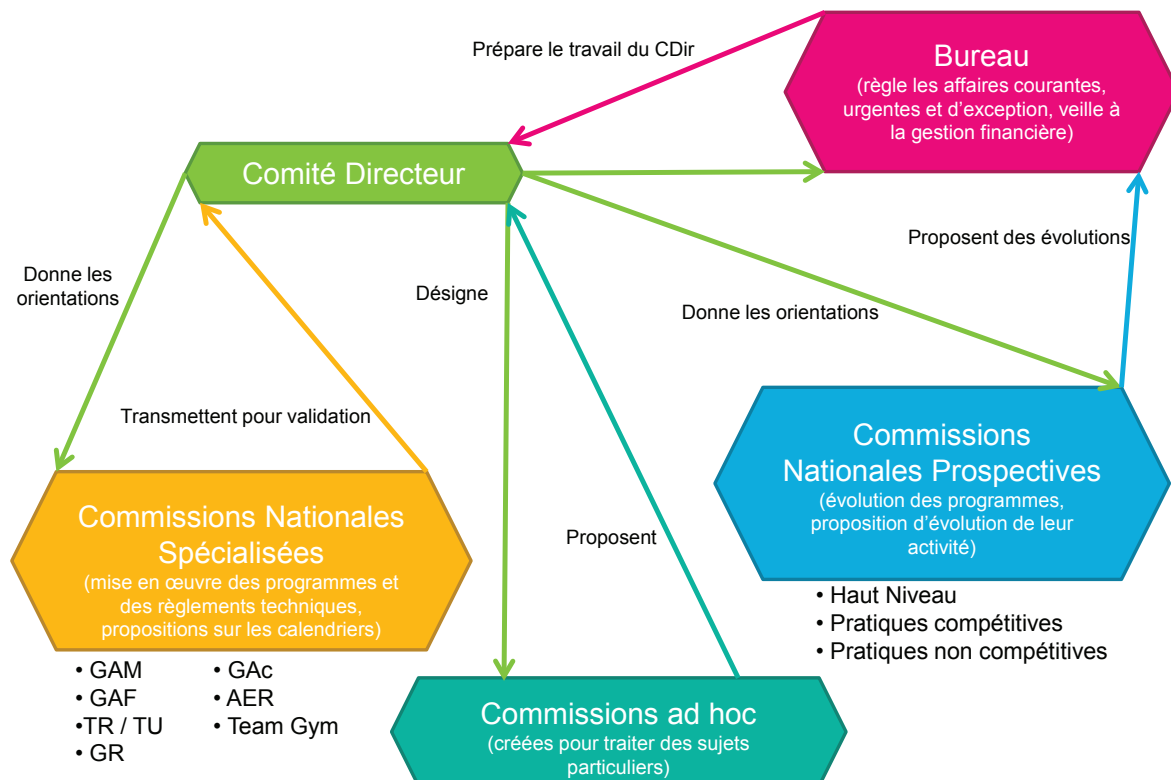 Prépare le travail du CDir
Bureau
(règle les affaires courantes,
urgentes et d’exception, veille à
la gestion financière)
Comité Directeur
Donne les
orientations
Désigne
Proposent des évolutions
Donne les orientations
Transmettent pour validation
Proposent
Commissions
Nationales Prospectives
(évolution des programmes,
proposition d’évolution de leur
activité)
• Haut Niveau
• Pratiques compétitives
• Pratiques non compétitives
Commissions Nationales
Spécialisées
(mise en œuvre des programmes et
des règlements techniques,
propositions sur les calendriers)
• GAM
• GAF
•TR / TU
• GR
• GAc
• AER
• Team Gym
Commissions ad hoc
(créées pour traiter des sujets
particuliers)